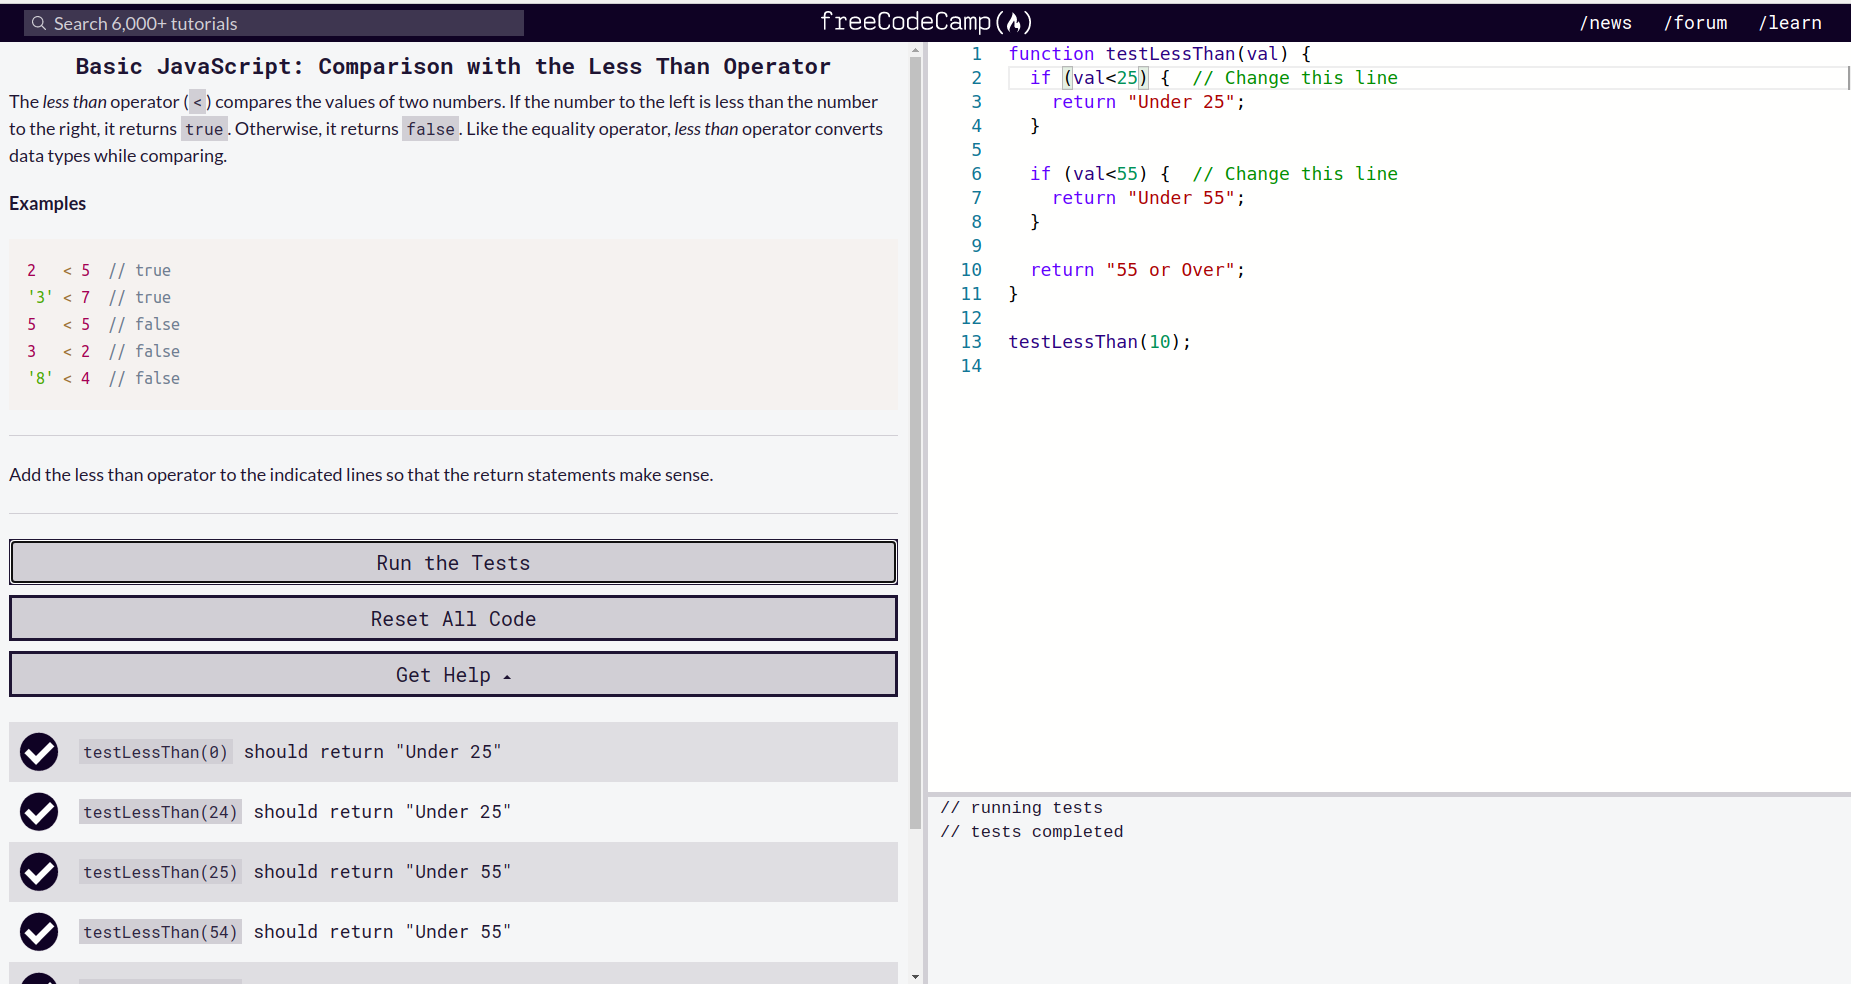 Search 6,000+ tutorials
freeCodeCamp(🔥)
/news /forum /learn
Basic JavaScript: Comparison with the Less Than Operator
The less than operator ( < ) compares the values of two numbers. If the number to the left is less than the number
to the right, it returns true . Otherwise, it returns false . Like the equality operator, less than operator converts
data types while comparing.
Examples
2   < 5  // true
'3' < 7  // true
5   < 5  // false
3   < 2  // false
'8' < 4  // false
Add the less than operator to the indicated lines so that the return statements make sense.
Run the Tests
Reset All Code
Get Help
testLessThan(0) should return "Under 25"
testLessThan(24) should return "Under 25"
testLessThan(25) should return "Under 55"
testLessThan(54) should return "Under 55"
1 function testLessThan(val) {
2   if (val<25) {  // Change this line
3     return "Under 25";
4   }
5
6   if (val<55) {  // Change this line
7     return "Under 55";
8   }
9
10   return "55 or Over";
11 }
12
13 testLessThan(10);
14
// running tests
// tests completed